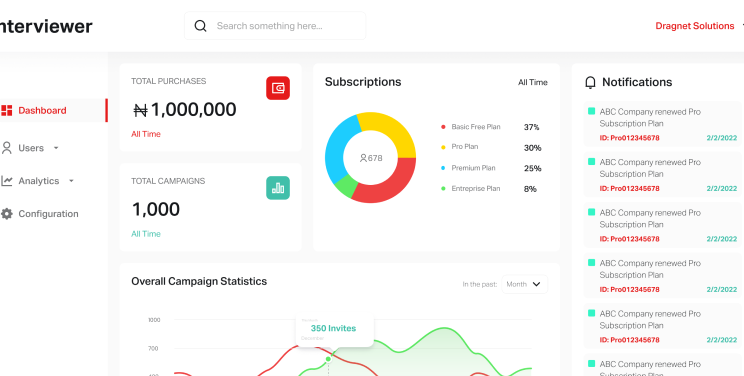 nterviewer
Search something here...
Dragnet Solutions
Dashboard
Users
Analytics
Configuration
TOTAL PURCHASES
₦1,000,000
All Time
TOTAL CAMPAIGNS
1,000
All Time
Subscriptions
All Time
678
Basic Free Plan 37%
Pro Plan 30%
Premium Plan 25%
Entreprise Plan 8%
Overall Campaign Statistics
In the past: Month
1000
700
400
350 Invites
Notifications
ABC Company renewed Pro
Subscription Plan
ID: Pro012345678 2/2/2022
ABC Company renewed Pro
Subscription Plan
ID: Pro012345678 2/2/2022
ABC Company renewed Pro
Subscription Plan
ID: Pro012345678 2/2/2022
ABC Company renewed Pro
Subscription Plan
ID: Pro012345678 2/2/2022
ABC Company renewed Pro
Subscription Plan
ID: Pro012345678 2/2/2022
ABC Company renewed Pro
Subscription Plan